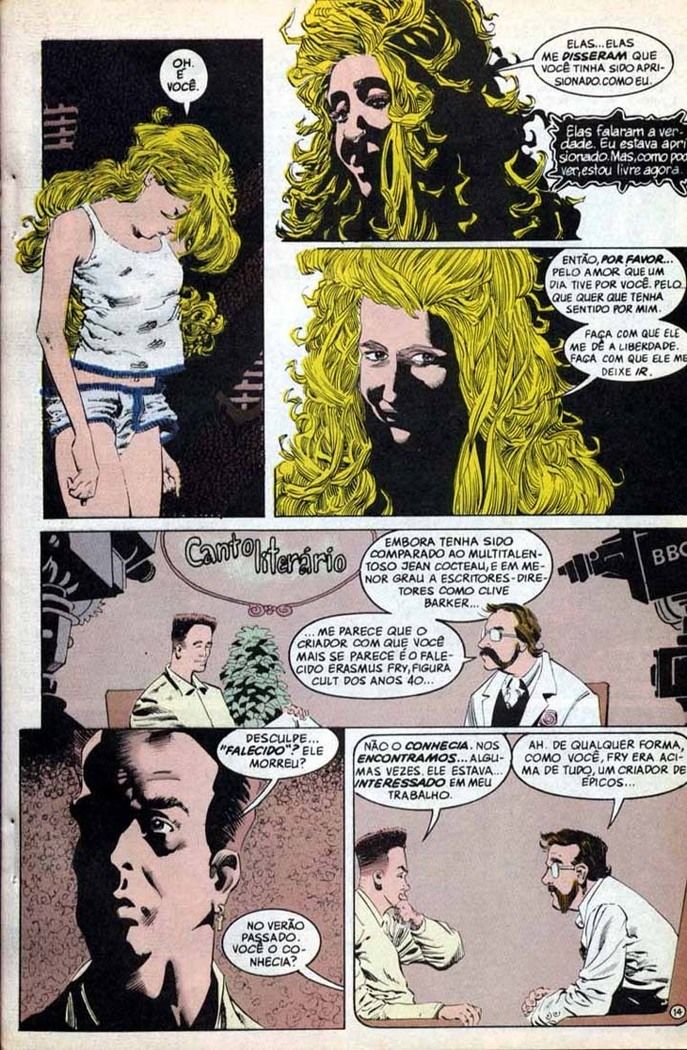 OH.
É
VOCÊ.
ELAS...ELAS
ME DISSERAM QUE
VOCÊ TINHA SIDO APRI-
SIONADO.COMO EU.
Elas falaram a ver-
dade. Eu estava apri
sionado. Mas,como
ver,estou livre agora.
ENTÃO, POR FAVOR...
PELO AMOR QUE UM
DIA TIVE POR VOCÊ. PELO
QUE QUER QUE TENHA
SENTIDO POR MIM.
FAÇA COM QUE ELE
ME DÊ A LIBERDADE.
FAÇA COM QUE ELE ME
DEIXE IR.
Canto literário
EMBORA TENHA SIDO
COMPARADO AO MULTITALEN-
TOSO JEAN COCTEAU, E EM ME-
NOR GRAU A ESCRITORES-DIRE-
TORES COMO CLIVE
BARKER...
BBC
...ME PARECE QUE O
CRIADOR COM QUE VOCÊ
MAIS SE PARECE É O FALE-
CIDO ERASMUS FRY, FIGURA
CULT DOS ANOS 40...
DESCULPE...
"FALECIDO"? ELE
MORREU?
NO VERÃO
PASSADO.
VOCÊ O CO-
NHECIA?
NÃO O CONHECIA. NOS
ENCONTRAMOS...ALGU-
MAS VEZES. ELE ESTAVA...
INTERESSADO EM MEU
TRABALHO.
AH. DE QUALQUER FORMA,
COMO VOCÊ, FRY ERA ACI-
MA DE TUDO, UM CRIADOR DE
ÉPICOS...
14